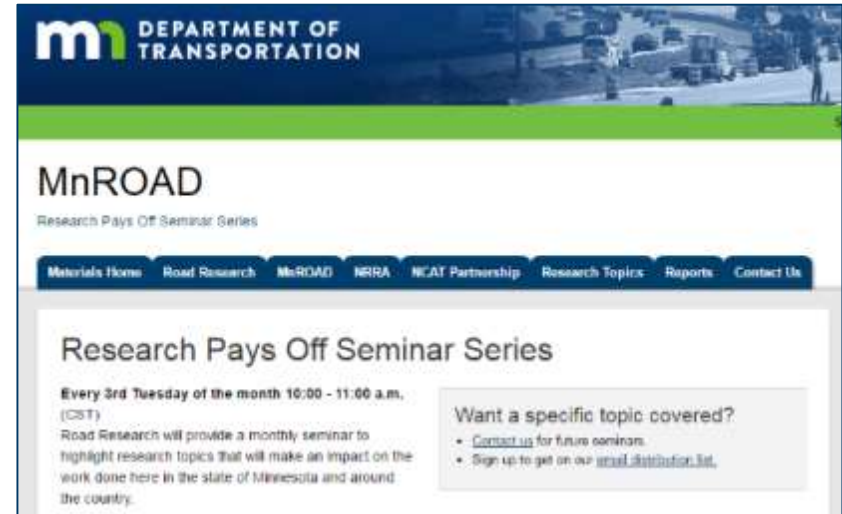 DEPARTMENT OF
TRANSPORTATION
MnROAD
Research Pays Off Seminar Series
Materials Home Road Research MnROAD NRRA NCAT Partnership Research Topics Reports Contact Us
Research Pays Off Seminar Series
Every 3rd Tuesday of the month 10:00 - 11:00 a.m.
(CST)
Road Research will provide a monthly seminar to
highlight research topics that will make an impact on the
work done here in the state of Minnesota and around
the country.
Want a specific topic covered?
• Contact us for future seminars.
• Sign up to get on our email distribution list.